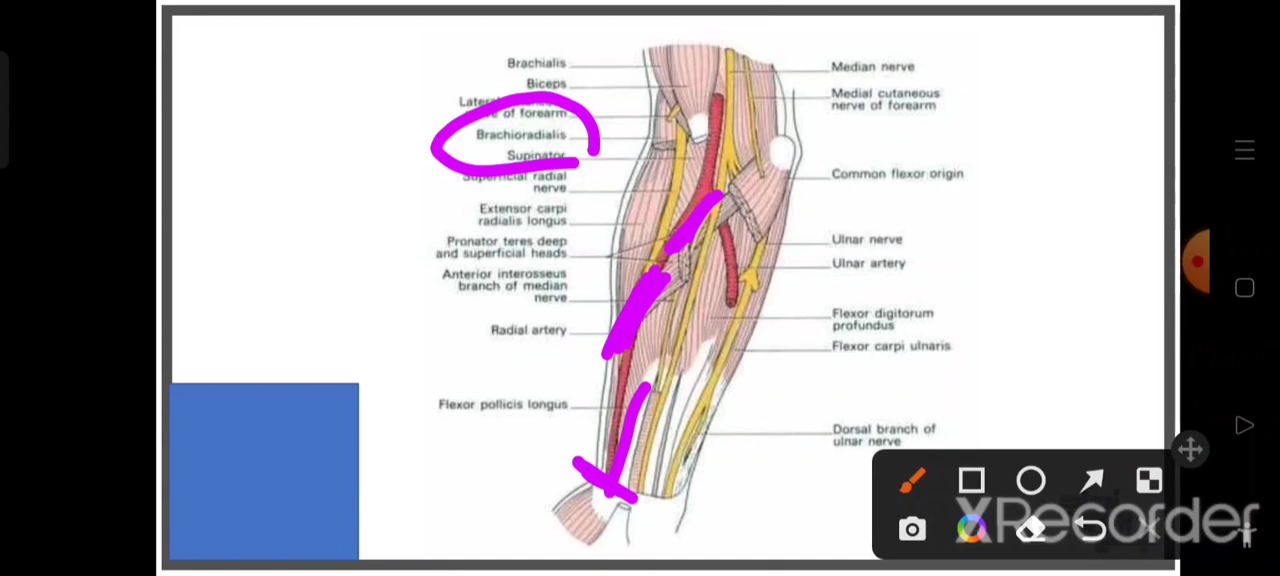 Brachialis
Biceps
of forearm
Brachioradialis
Supinator
Superficial radial
nerve
Extensor carpi
radialis longus
Pronator teres deep
and superficial heads
Anterior interosseus
branch of median
nerve
Radial artery
Flexor pollicis longus
Median nerve
Medial cutaneous
nerve of forearm
Common flexor origin
Ulnar nerve
Ulnar artery
Flexor digitorum
profundus
Flexor carpi ulnaris
Dorsal branch of
ulnar nerve
XRecorder